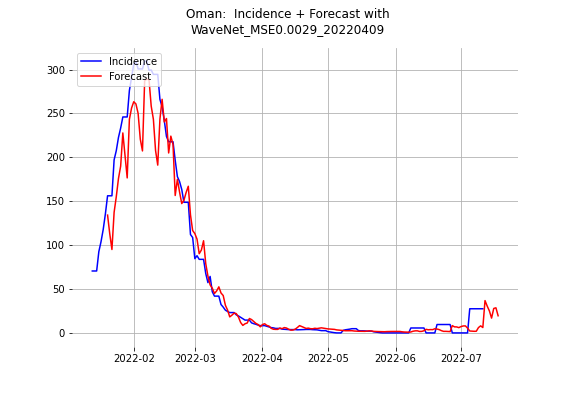 Oman:  Incidence + Forecast with
WaveNet_MSE0.0029_20220409
Incidence
Forecast
300
250
200
150
100
50
0
2022-02 2022-03 2022-04 2022-05 2022-06 2022-07